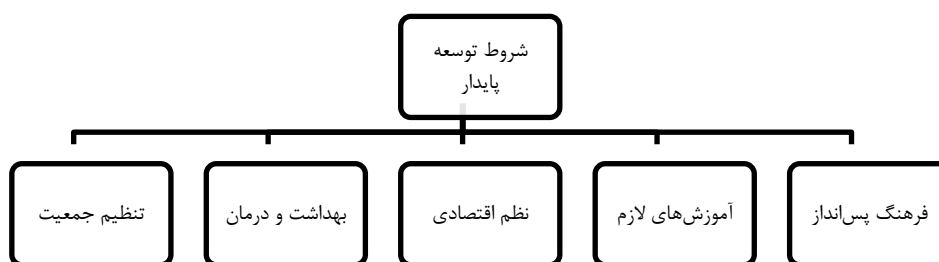 شروط توسعه
پایدار
فرهنگ پس‌انداز
آموزش‌های لازم
نظم اقتصادی
بهداشت و درمان
تنظیم جمعیت